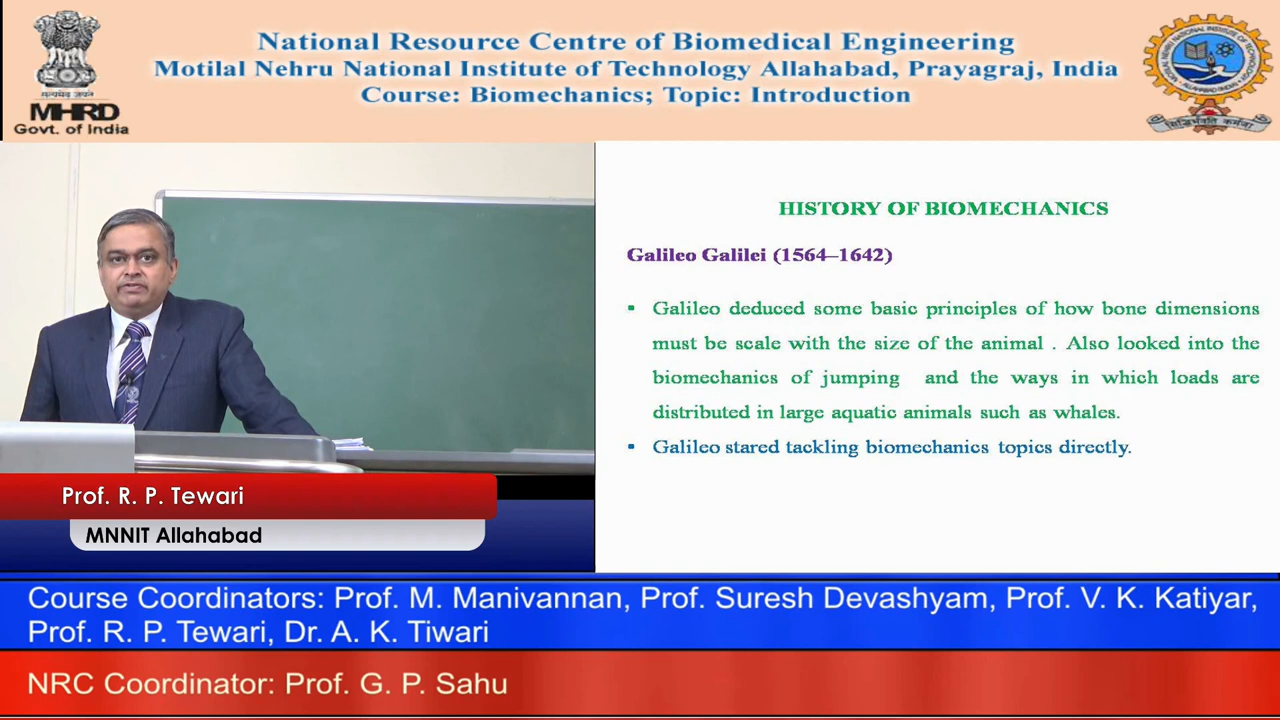 National Resource Centre of Biomedical Engineering
Motilal Nehru National Institute of Technology Allahabad, Prayagraj, India
Course: Biomechanics; Topic: Introduction
सत्यमेव जयते
MHRD
Govt. of India
HISTORY OF BIOMECHANICS
Galileo Galilei (1564–1642)
▪ Galileo deduced some basic principles of how bone dimensions
must be scale with the size of the animal . Also looked into the
biomechanics of jumping and the ways in which loads are
distributed in large aquatic animals such as whales.
▪ Galileo stared tackling biomechanics topics directly.
Prof. R. P. Tewari
MNNIT Allahabad
Course Coordinators: Prof. M. Manivannan, Prof. Suresh Devashyam, Prof. V. K. Katiyar,
Prof. R. P. Tewari, Dr. A. K. Tiwari
NRC Coordinator: Prof. G. P. Sahu